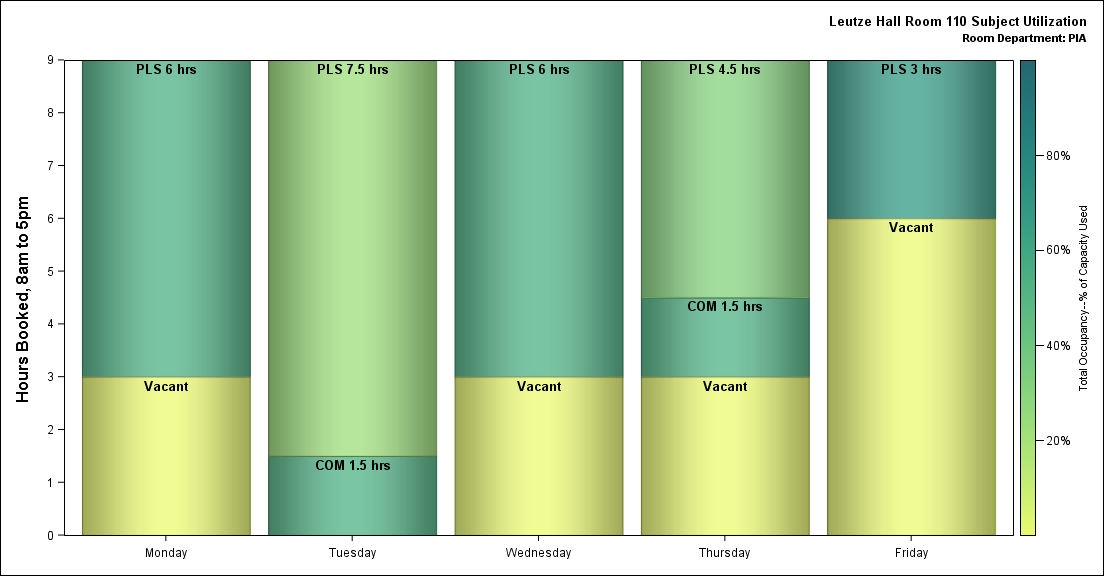 Leutze Hall Room 110 Subject Utilization
Room Department: PIA
Hours Booked, 8am to 5pm
9
8
7
6
5
4
3
2
1
0
PLS 6 hrs
Vacant
PLS 7.5 hrs
COM 1.5 hrs
PLS 6 hrs
Vacant
PLS 4.5 hrs
COM 1.5 hrs
Vacant
PLS 3 hrs
Vacant
Monday
Tuesday
Wednesday
Thursday
Friday
80%
60%
40%
20%
Total Occupancy--% of Capacity Used